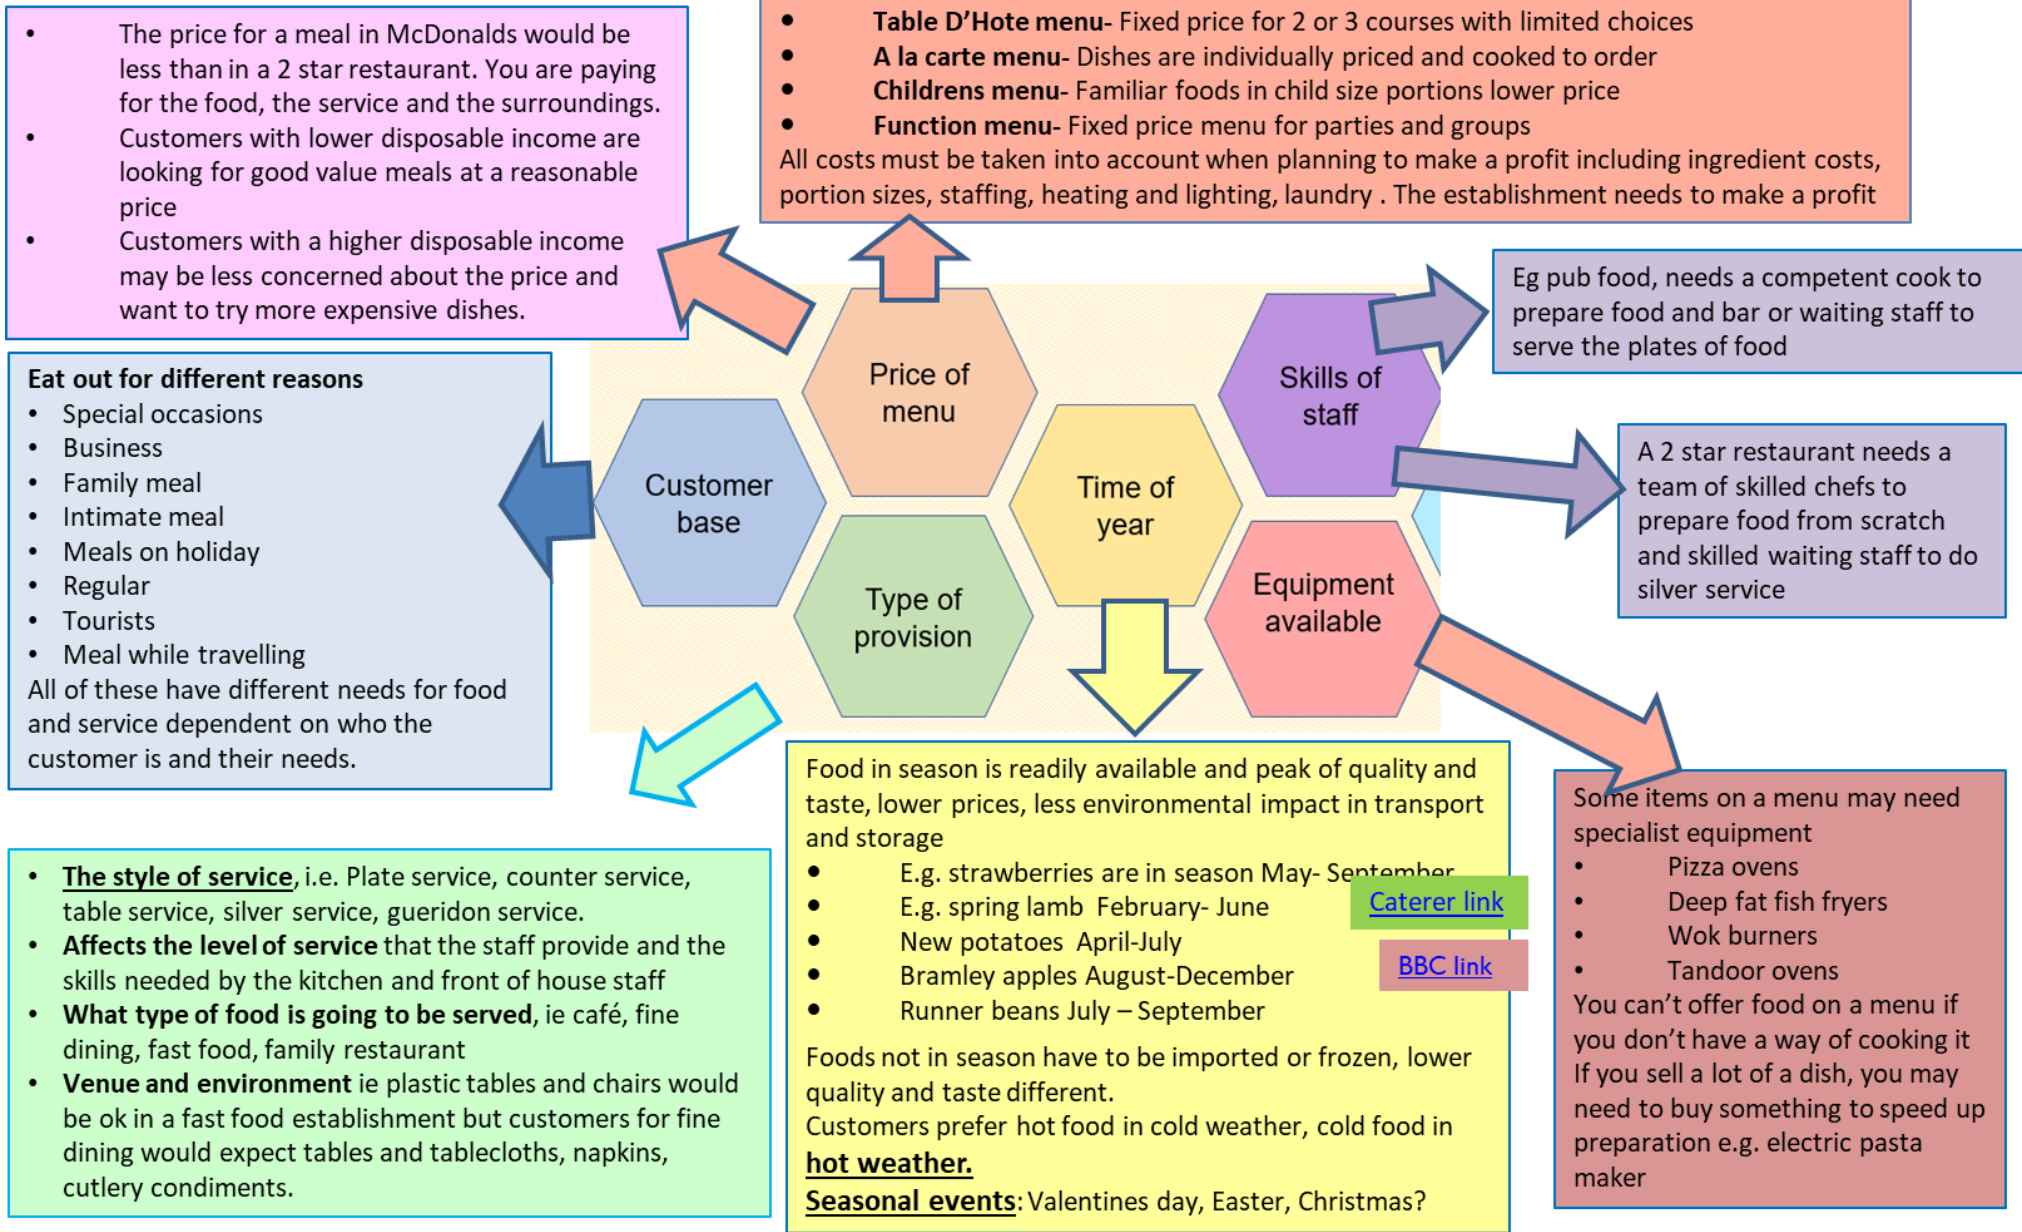 • The price for a meal in McDonalds would be
less than in a 2 star restaurant. You are paying
for the food, the service and the surroundings.
• Customers with lower disposable income are
looking for good value meals at a reasonable
price
• Customers with a higher disposable income
may be less concerned about the price and
want to try more expensive dishes.
• Table D’Hote menu- Fixed price for 2 or 3 courses with limited choices
• A la carte menu- Dishes are individually priced and cooked to order
• Childrens menu- Familiar foods in child size portions lower price
• Function menu- Fixed price menu for parties and groups
All costs must be taken into account when planning to make a profit including ingredient costs,
portion sizes, staffing, heating and lighting, laundry . The establishment needs to make a profit
Eg pub food, needs a competent cook to
prepare food and bar or waiting staff to
serve the plates of food
Eat out for different reasons
• Special occasions
• Business
• Family meal
• Intimate meal
• Meals on holiday
• Regular
• Tourists
• Meal while travelling
All of these have different needs for food
and service dependent on who the
customer is and their needs.
Price of
menu
Skills of
staff
Customer
base
Time of
year
Type of
provision
Equipment
available
A 2 star restaurant needs a
team of skilled chefs to
prepare food from scratch
and skilled waiting staff to do
silver service
• The style of service, i.e. Plate service, counter service,
table service, silver service, gueridon service.
• Affects the level of service that the staff provide and the
skills needed by the kitchen and front of house staff
• What type of food is going to be served, ie café, fine
dining, fast food, family restaurant
• Venue and environment ie plastic tables and chairs would
be ok in a fast food establishment but customers for fine
dining would expect tables and tablecloths, napkins,
cutlery condiments.
Food in season is readily available and peak of quality and
taste, lower prices, less environmental impact in transport
and storage
• E.g. strawberries are in season May- September
• E.g. spring lamb February- June
• New potatoes April-July
• Bramley apples August-December
• Runner beans July – September
Caterer link
BBC link
Foods not in season have to be imported or frozen, lower
quality and taste different.
Customers prefer hot food in cold weather, cold food in
hot weather.
Seasonal events: Valentines day, Easter, Christmas?
Some items on a menu may need
specialist equipment
• Pizza ovens
• Deep fat fish fryers
• Wok burners
• Tandoor ovens
You can’t offer food on a menu if
you don’t have a way of cooking it
If you sell a lot of a dish, you may
need to buy something to speed up
preparation e.g. electric pasta
maker